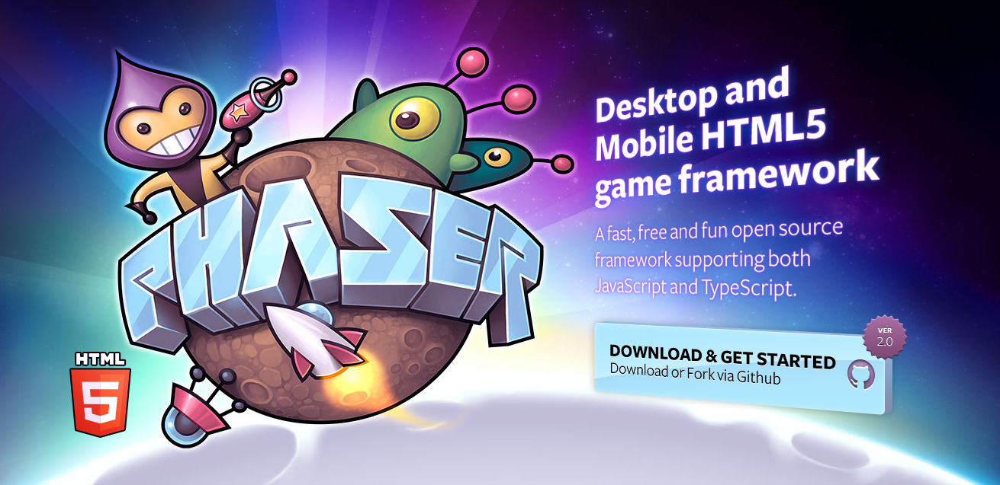 PHASER
Desktop and
Mobile HTML5
game framework
A fast, free and fun open source
framework supporting both
JavaScript and TypeScript.
VER
2.0
DOWNLOAD & GET STARTED
Download or Fork via Github
HTML
5